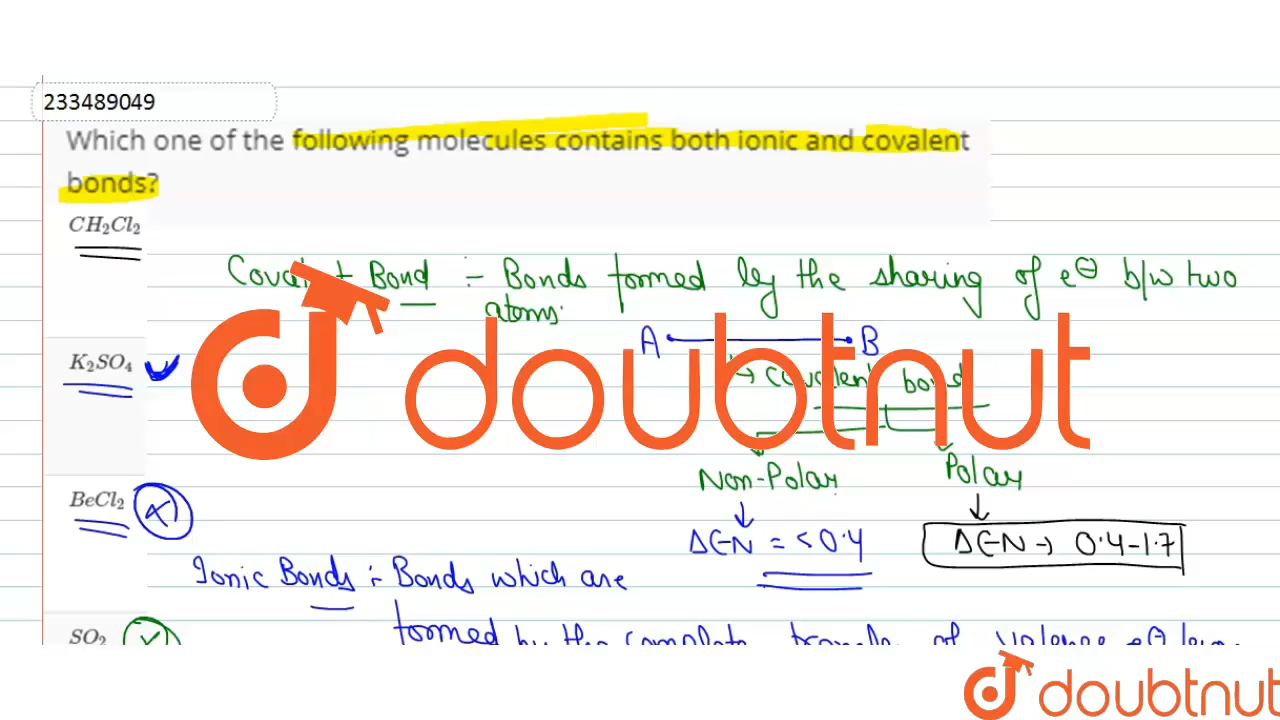 233489049
Which one of the following molecules contains both ionic and covalent
bonds?
CH₂Cl₂
Bond :- Bonds formed by the sharing of e⊖ b/w two
atoms.
A B
K₂SO₄
→ covalent bond
doubtnut
Non-Polar Polar
BeCl₂
ΔEN = <0.4 ΔEN → 0.4-1.7
Ionic Bonds :- Bonds which are
SO₂
formed by the complete of valence e⊖
doubtnut